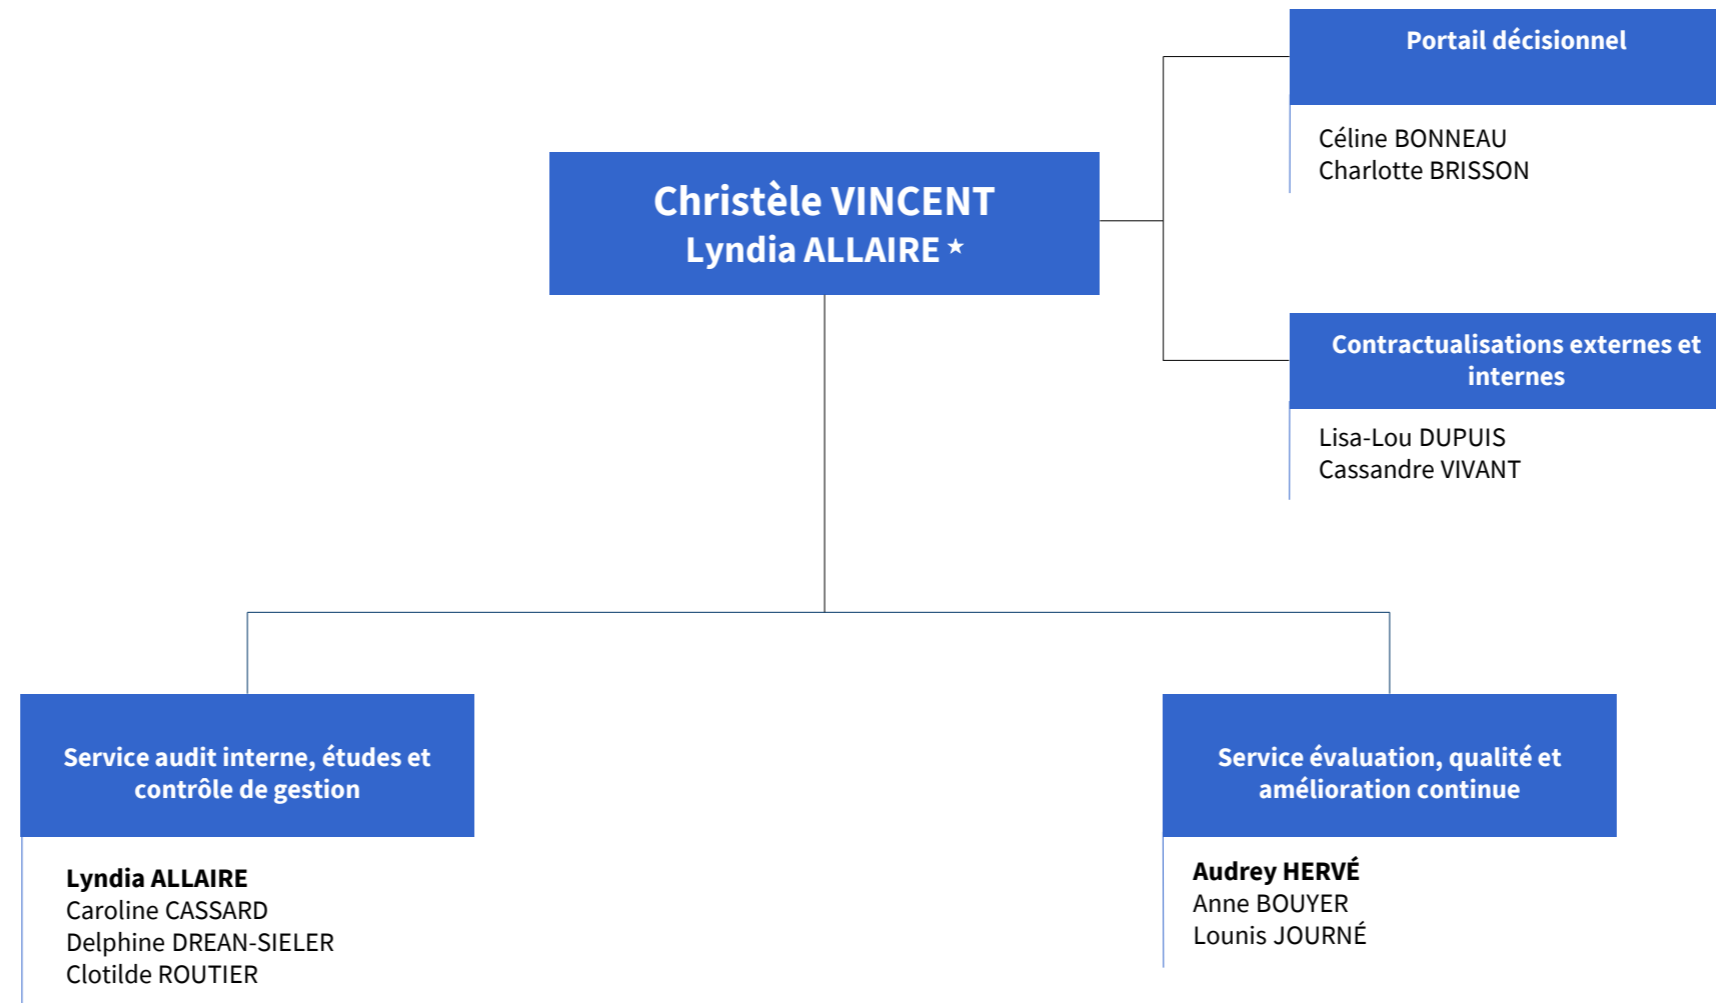 Portail décisionnel
Céline BONNEAU
Charlotte BRISSON
Christèle VINCENT
Lyndia ALLAIRE ★
Contractualisations externes et
internes
Lisa-Lou DUPUIS
Cassandre VIVANT
Service audit interne, études et
contrôle de gestion
Lyndia ALLAIRE
Caroline CASSARD
Delphine DREAN-SIELER
Clotilde ROUTIER
Service évaluation, qualité et
amélioration continue
Audrey HERVÉ
Anne BOUYER
Lounis JOURNÉ